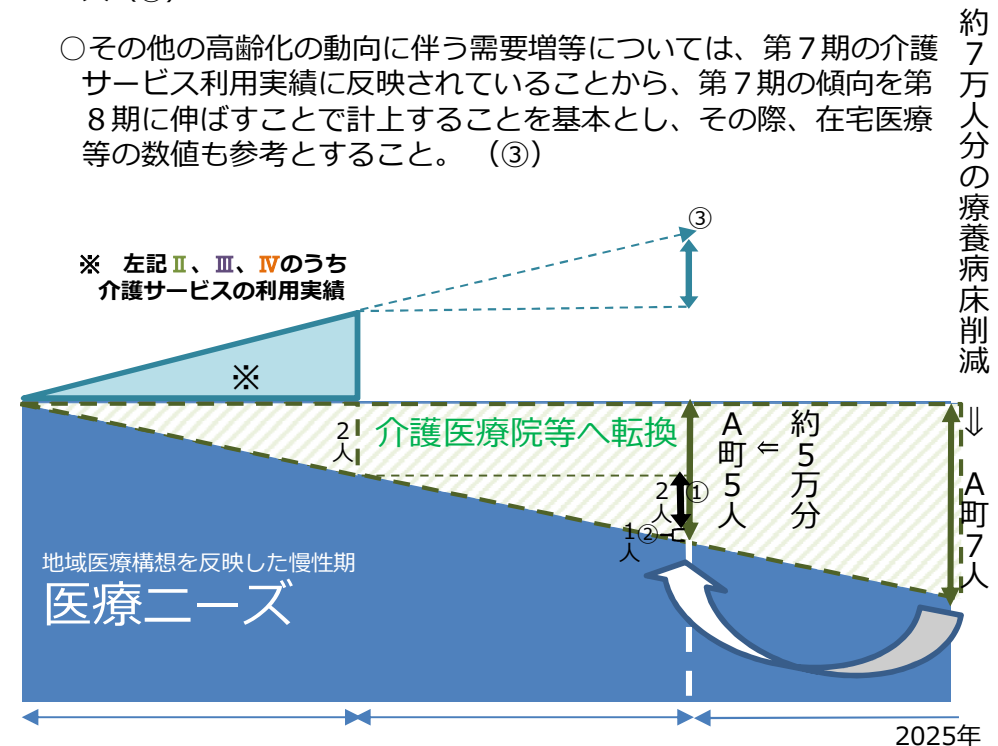 ○その他の高齢化の動向に伴う需要増等については、第７期の介護
サービス利用実績に反映されていることから、第７期の傾向を第
８期に伸ばすことで計上することを基本とし、その際、在宅医療
等の数値も参考とすること。 （③）
約７万人分の療養病床削減
⇒ A町７人
③
※ 左記Ⅱ、Ⅲ、Ⅳのうち
介護サービスの利用実績
※
2人
介護医療院等へ転換
約５万分
⇒
A町５人
2人
①
1人
②
地域医療構想を反映した慢性期
医療ニーズ
2025年